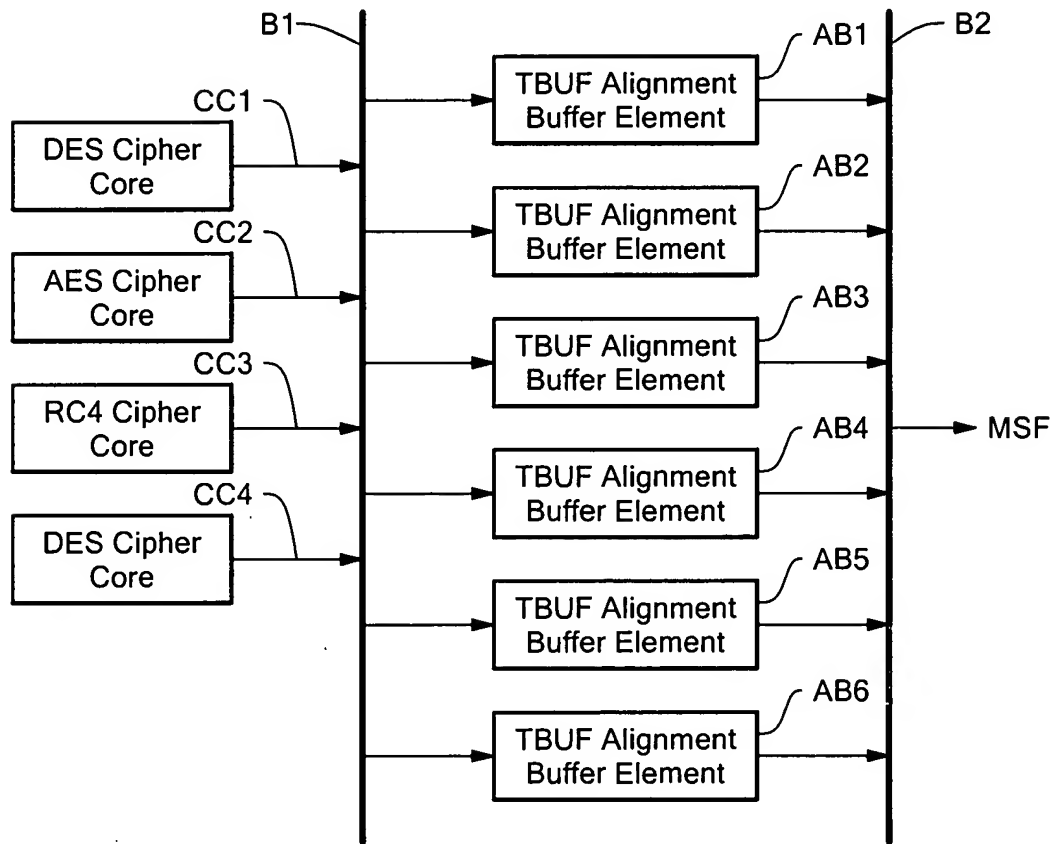 B1
AB1
B2
TBUF Alignment
Buffer Element
CC1
DES Cipher
Core
AB2
TBUF Alignment
Buffer Element
CC2
AES Cipher
Core
AB3
TBUF Alignment
Buffer Element
CC3
RC4 Cipher
Core
AB4
MSF
TBUF Alignment
Buffer Element
CC4
DES Cipher
Core
AB5
TBUF Alignment
Buffer Element
AB6
TBUF Alignment
Buffer Element